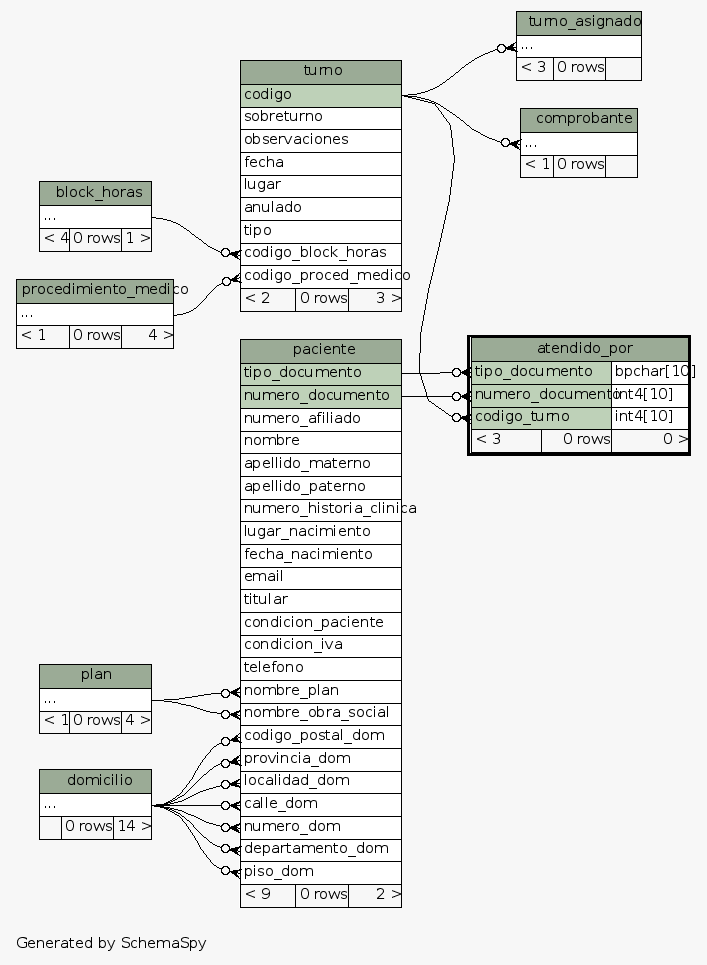 turno_asignado
...
< 3 0 rows
turno
codigo
sobreturno
observaciones
fecha
lugar
anulado
tipo
codigo_block_horas
codigo_proced_medico
< 2 0 rows 3 >
comprobante
...
< 1 0 rows
block_horas
...
< 4 0 rows 1 >
procedimiento_medico
...
< 1 0 rows 4 >
paciente
tipo_documento
numero_documento
numero_afiliado
nombre
apellido_materno
apellido_paterno
numero_historia_clinica
lugar_nacimiento
fecha_nacimiento
email
titular
condicion_paciente
condicion_iva
telefono
nombre_plan
nombre_obra_social
codigo_postal_dom
provincia_dom
localidad_dom
calle_dom
numero_dom
departamento_dom
piso_dom
< 9 0 rows 2 >
atendido_por
tipo_documento bpchar[10]
numero_documento int4[10]
codigo_turno int4[10]
< 3 0 rows 0 >
plan
...
< 1 0 rows 4 >
domicilio
...
0 rows 14 >
Generated by SchemaSpy